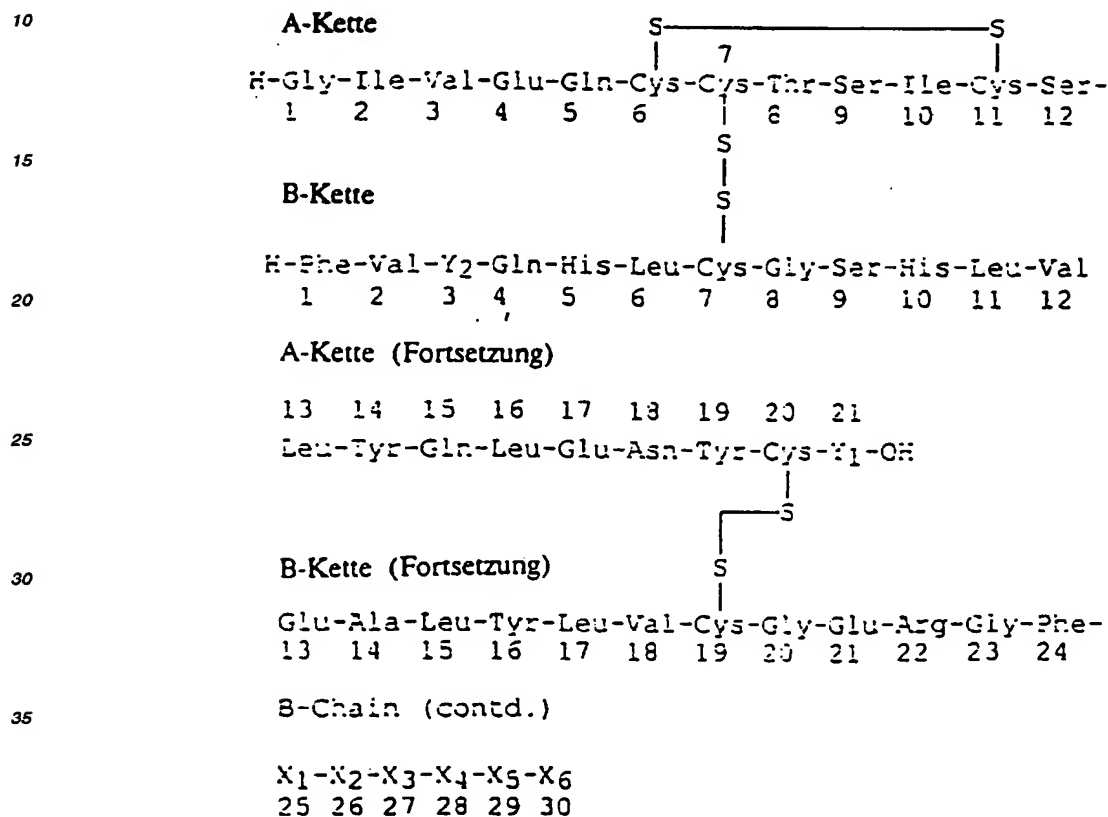 10
A-Kette
S S
7
H-Gly-Ile-Val-Glu-Gln-Cys-Cys-Thr-Ser-Ile-Cys-Ser-
1 2 3 4 5 6 8 9 10 11 12
S
15
S
B-Kette
H-Phe-Val-Y2-Gln-His-Leu-Cys-Gly-Ser-His-Leu-Val
1 2 3 4 5 6 7 8 9 10 11 12
20
A-Kette (Fortsetzung)
13 14 15 16 17 18 19 20 21
25
Leu-Tyr-Gln-Leu-Glu-Asn-Tyr-Cys-Y1-OH
S
S
30
B-Kette (Fortsetzung)
Glu-Ala-Leu-Tyr-Leu-Val-Cys-Gly-Glu-Arg-Gly-Phe-
13 14 15 16 17 18 19 20 21 22 23 24
35
B-Chain (contd.)
X1-X2-X3-X4-X5-X6
25 26 27 28 29 30